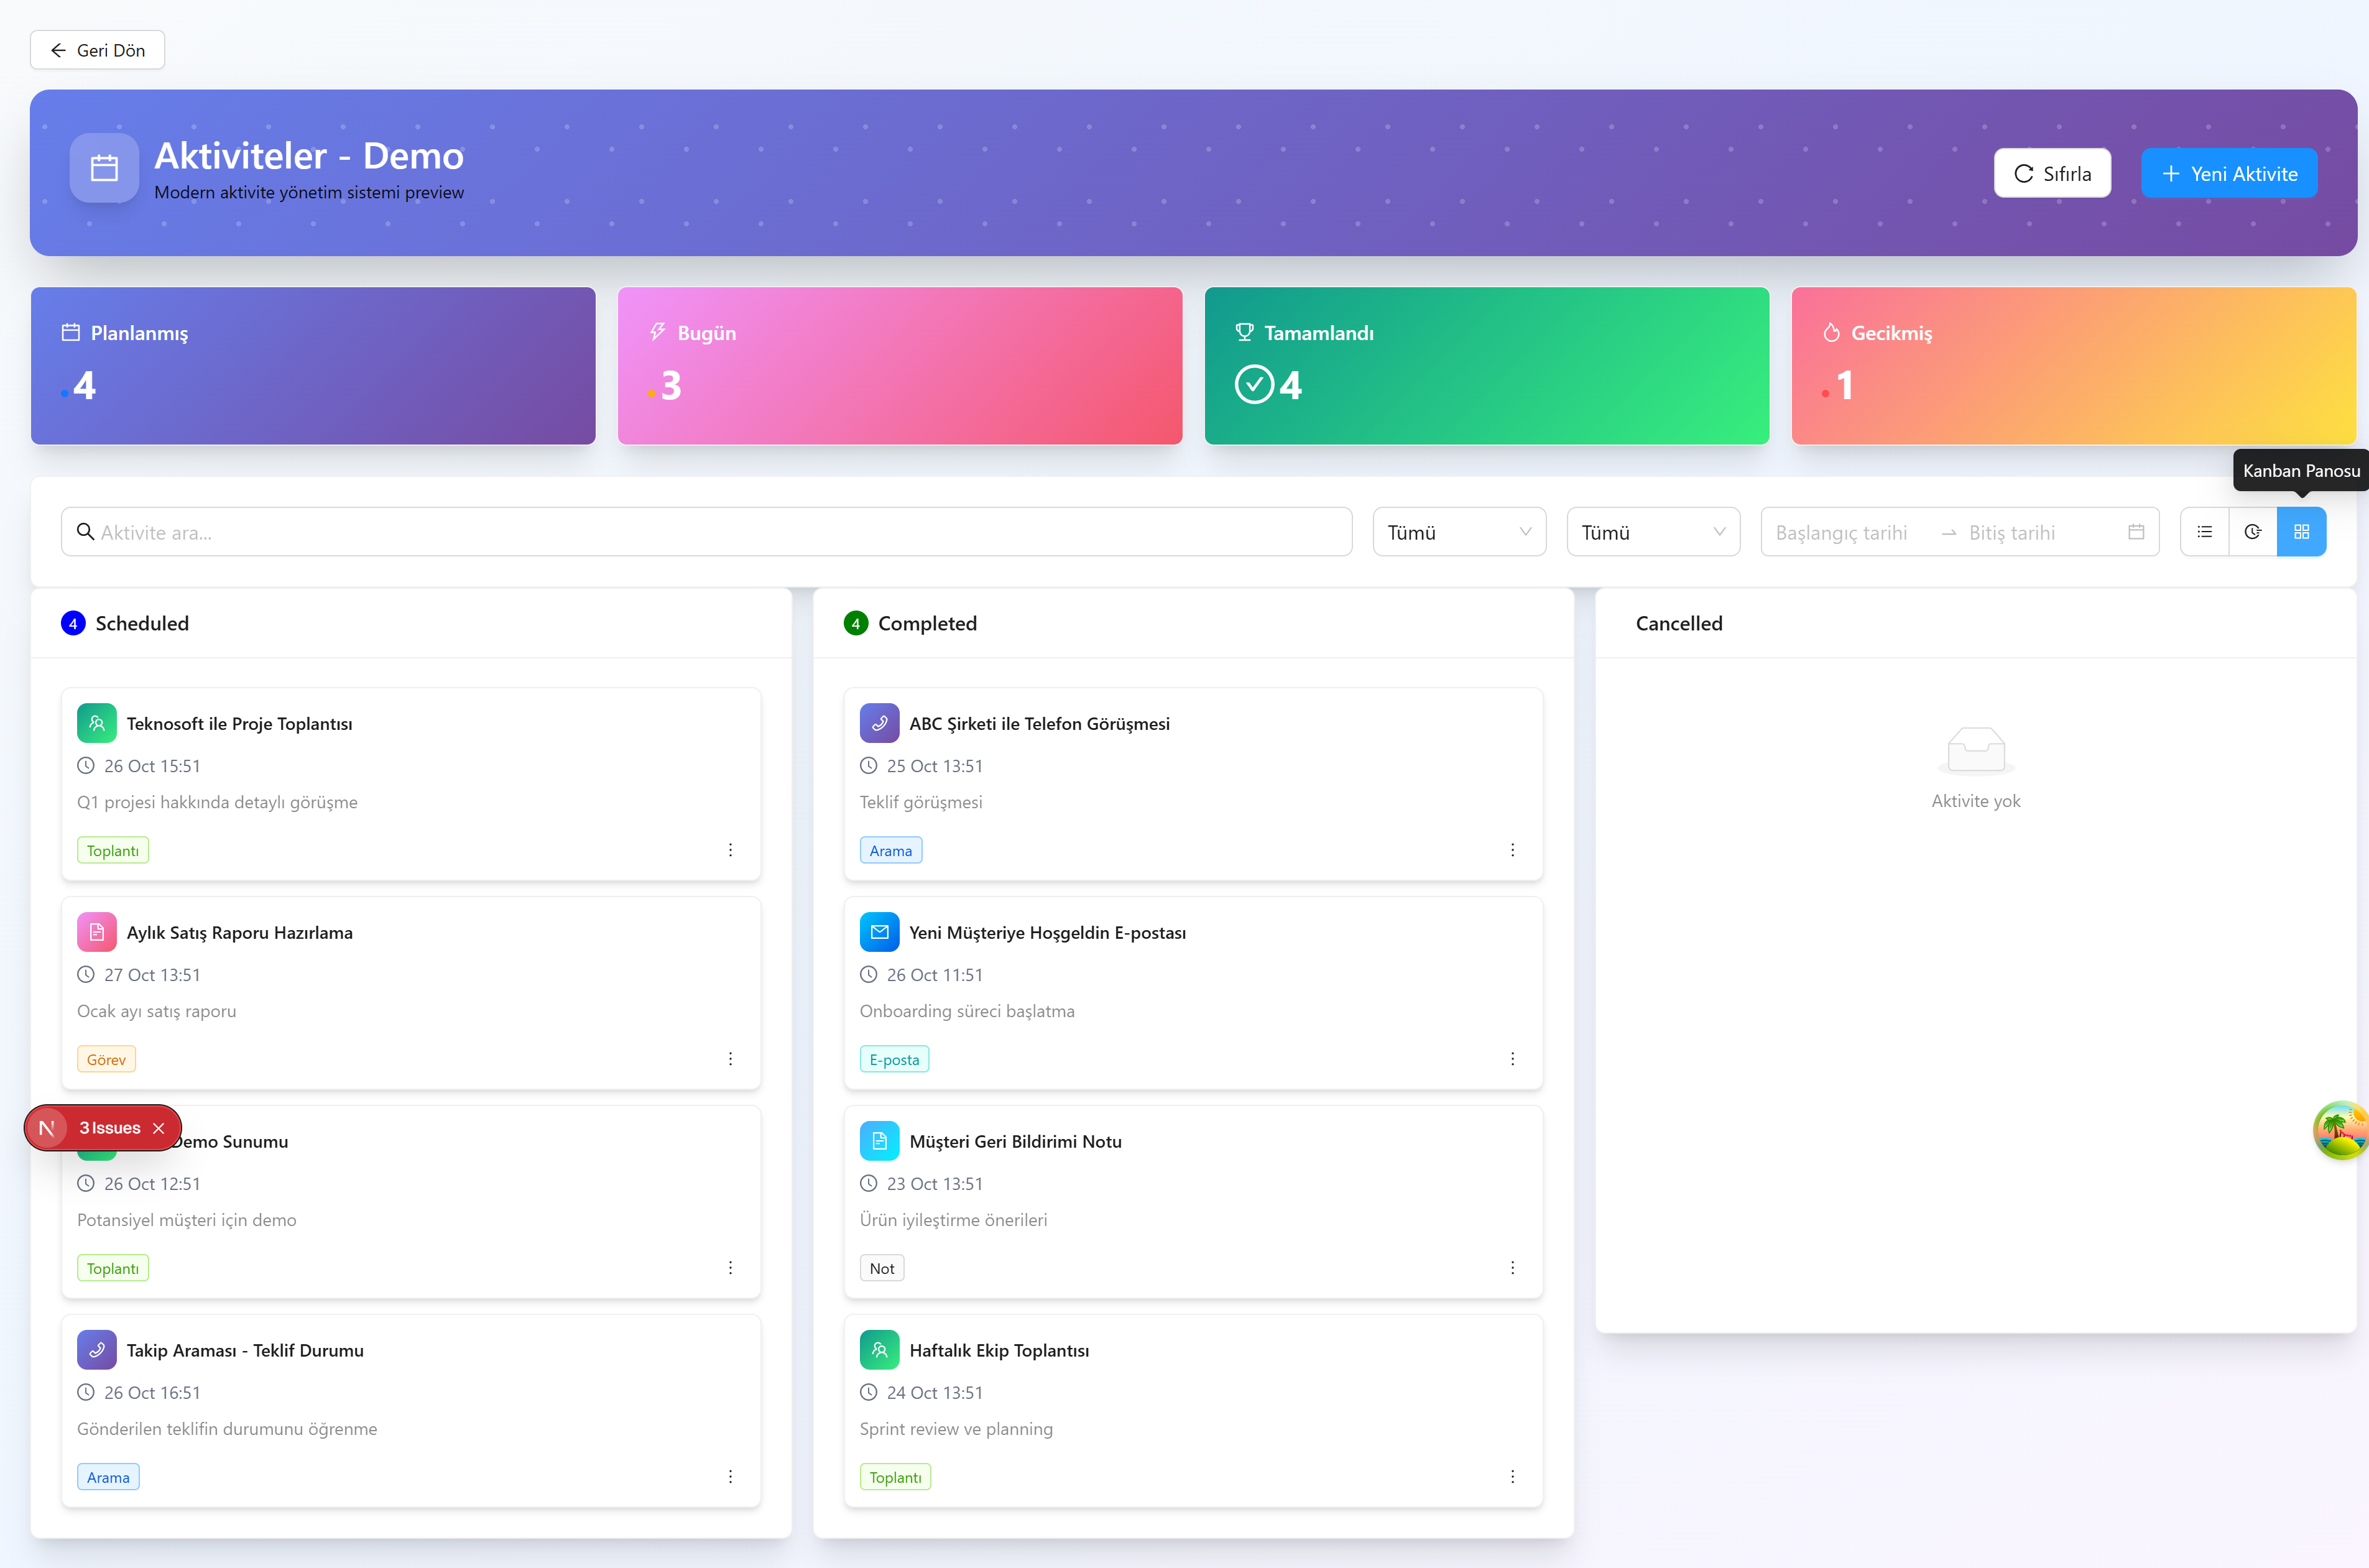 Geri Dön
Aktiviteler - Demo
Modern aktivite yönetim sistemi preview
Sıfırla
Yeni Aktivite
Planlanmış
4
Bugün
3
Tamamlandı
4
Gecikmiş
1
Kanban Panosu
Aktivite ara...
Tümü
Tümü
Başlangıç tarihi
Bitiş tarihi
4 Scheduled
Teknosoft ile Proje Toplantısı
26 Oct 15:51
Q1 projesi hakkında detaylı görüşme
Toplantı
Aylık Satış Raporu Hazırlama
27 Oct 13:51
Ocak ayı satış raporu
Görev
3 Issues
Demo Sunumu
26 Oct 12:51
Potansiyel müşteri için demo
Toplantı
Takip Araması - Teklif Durumu
26 Oct 16:51
Gönderilen teklifin durumunu öğrenme
Arama
4 Completed
ABC Şirketi ile Telefon Görüşmesi
25 Oct 13:51
Teklif görüşmesi
Arama
Yeni Müşteriye Hoşgeldin E-postası
26 Oct 11:51
Onboarding süreci başlatma
E-posta
Müşteri Geri Bildirimi Notu
23 Oct 13:51
Ürün iyileştirme önerileri
Not
Haftalık Ekip Toplantısı
24 Oct 13:51
Sprint review ve planning
Toplantı
Cancelled
Aktivite yok